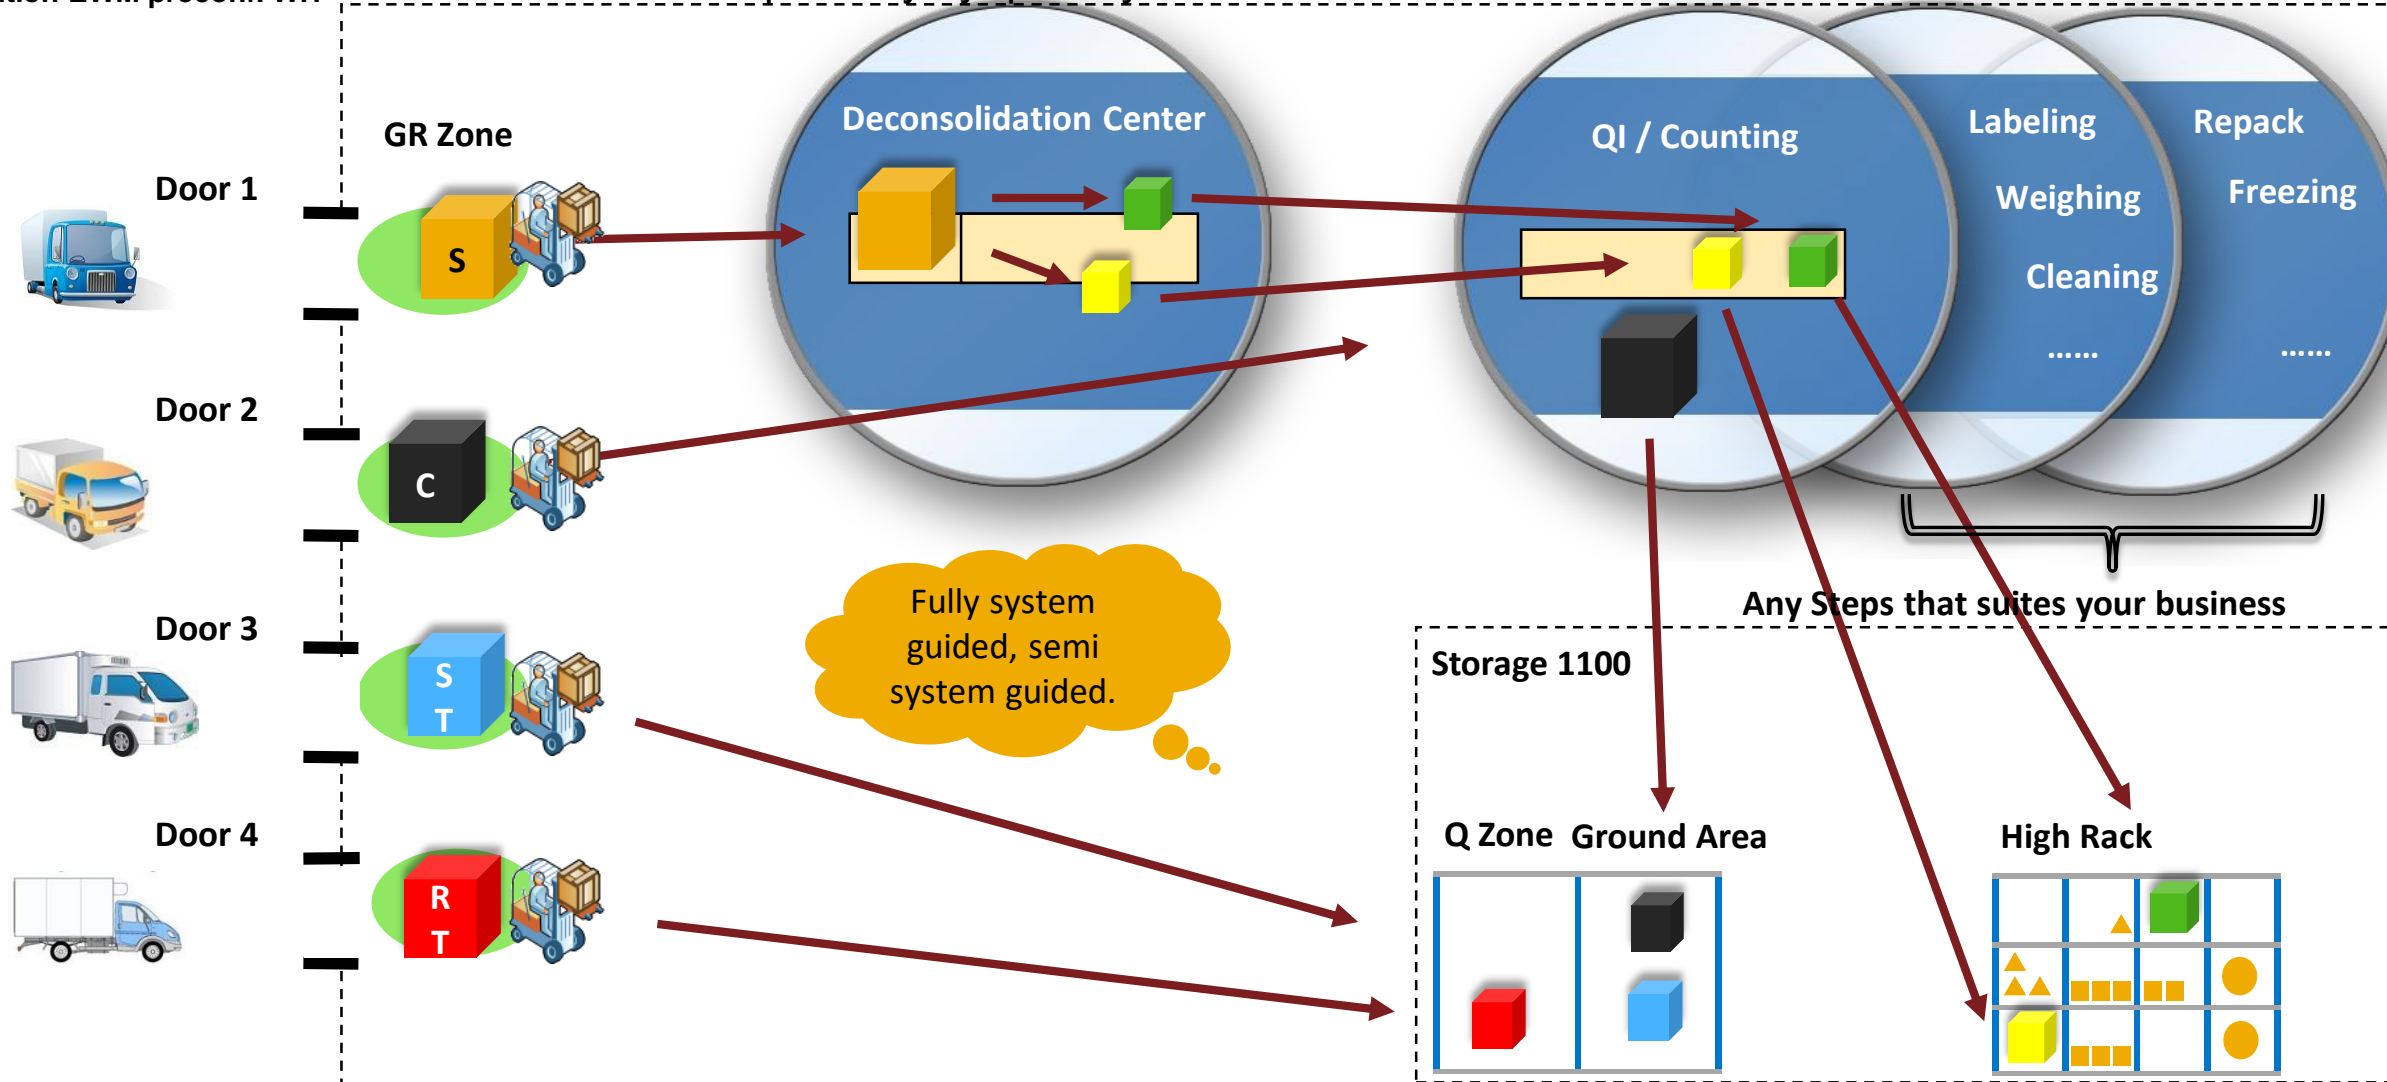 GR Zone
Door 1
S
Door 2
C
Door 3
S
T
Door 4
R
T
Deconsolidation Center
QI / Counting
Labeling
Weighing
Cleaning
......
Repack
Freezing
......
Any Steps that suites your business
Fully system
guided, semi
system guided.
Storage 1100
Q Zone
Ground Area
High Rack